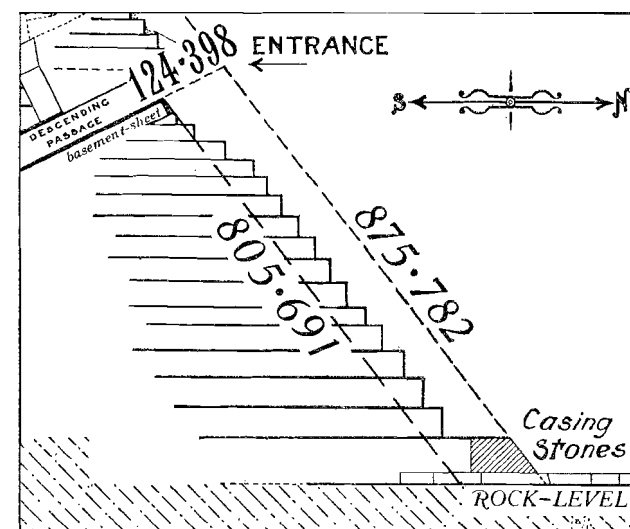 124·398
ENTRANCE
DESCENDING
PASSAGE
basement-sheet
S
N
805·691
875·782
Casing
Stones
ROCK-LEVEL